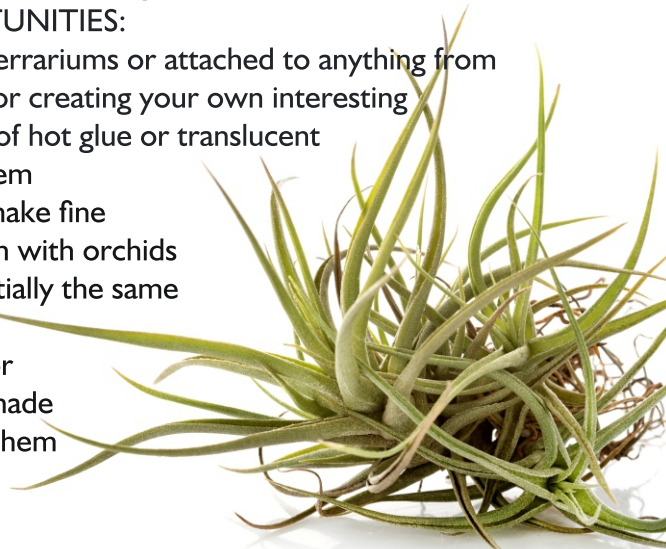 TUNITIES:
errariums or attached to anything from
or creating your own interesting
of hot glue or translucent
em
make fine
n with orchids
tially the same
r
made
hem